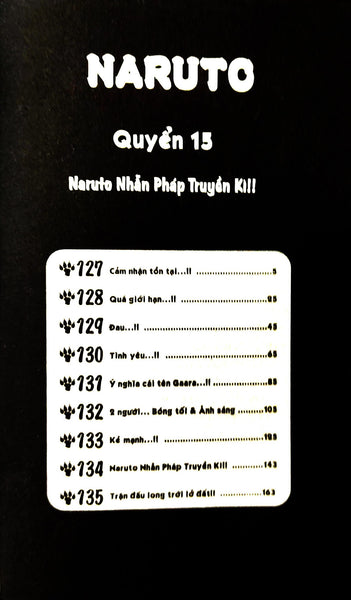 NARUTO
Quyển 15
Naruto Nhẫn Pháp Truyền Kì!!
127 Cảm nhận tồn tại...!! ........................5
128 Quá giới hạn...!! ..............................25
129 Đau...!! ..........................................45
130 Tình yêu...!! ...................................65
131 Ý nghĩa cái tên Gaara...!! .................85
132 2 người... Bóng tối & Ánh sáng ..........105
133 Kẻ mạnh...!! ..................................125
134 Naruto Nhẫn Pháp Truyền Kì!! ..........143
135 Trận đấu long trời lở đất!! ...............163